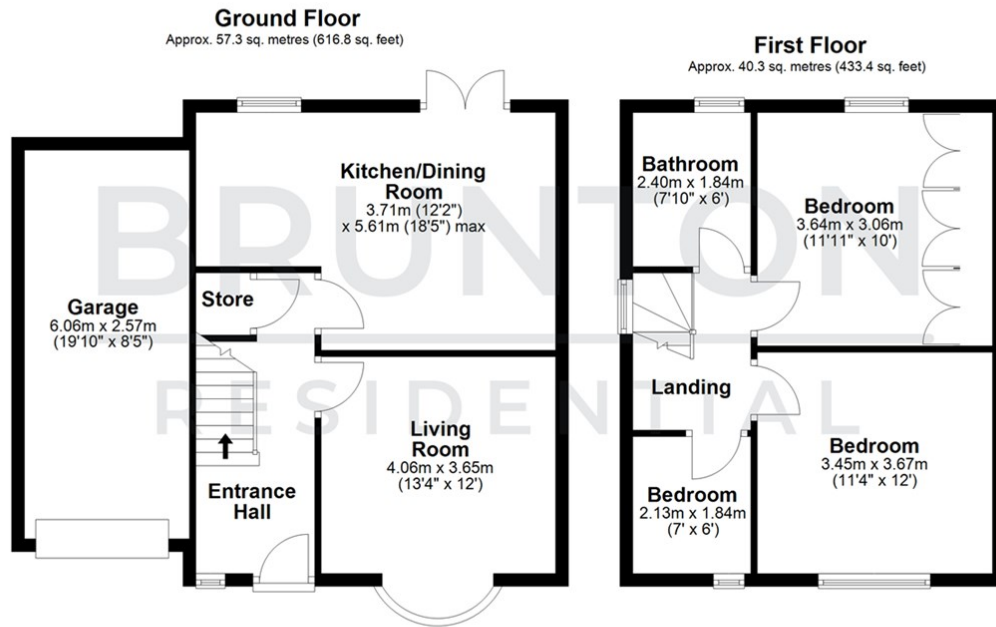 Ground Floor
Approx. 57.3 sq. metres (616.8 sq. feet)
Kitchen/Dining
Room
3.71m (12'2")
x 5.61m (18'5") max
Store
Garage
6.06m x 2.57m
(19'10" x 8'5")
Living
Room
4.06m x 3.65m
(13'4" x 12')
Entrance
Hall
First Floor
Approx. 40.3 sq. metres (433.4 sq. feet)
Bathroom
2.40m x 1.84m
(7'10" x 6')
Bedroom
3.64m x 3.06m
(11'11" x 10')
Landing
Bedroom
3.45m x 3.67m
(11'4" x 12')
Bedroom
2.13m x 1.84m
(7' x 6')
BRUNTON
RESIDENTIAL